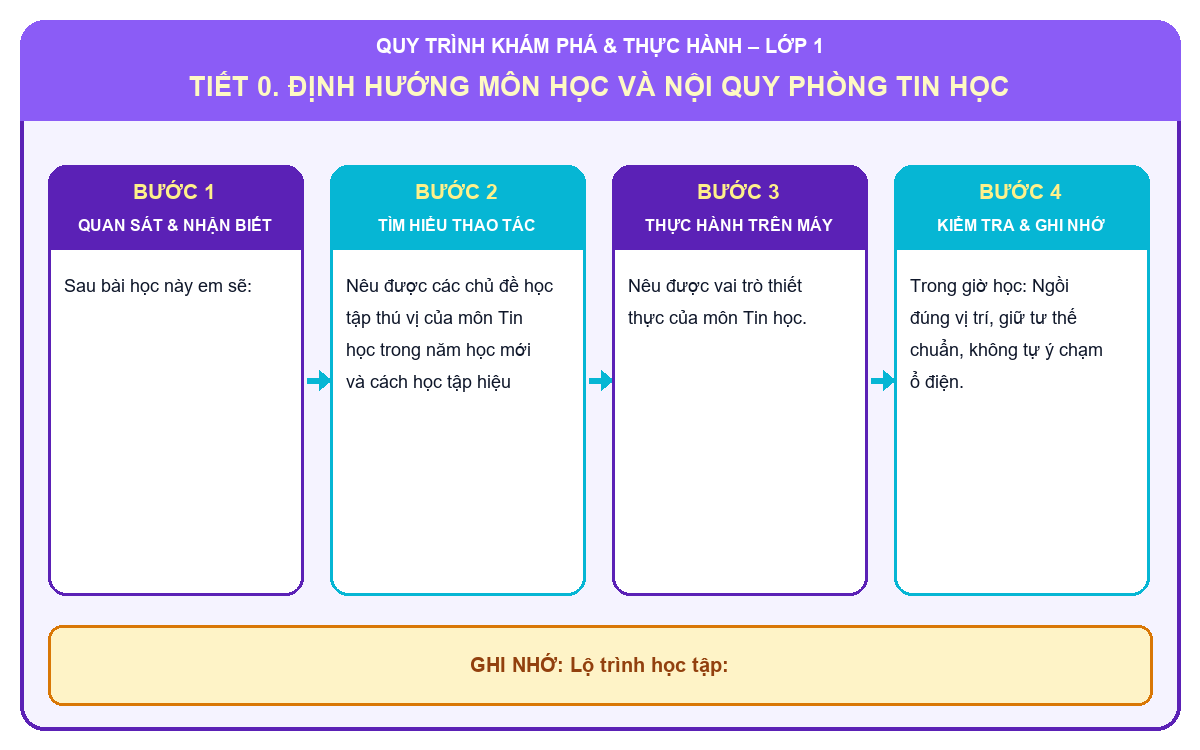 QUY TRÌNH KHÁM PHÁ & THỰC HÀNH – LỚP 1
TIẾT 0. ĐỊNH HƯỚNG MÔN HỌC VÀ NỘI QUY PHÒNG TIN HỌC
BƯỚC 1
QUAN SÁT & NHẬN BIẾT
Sau bài học này em sẽ:
BƯỚC 2
TÌM HIỂU THAO TÁC
Nêu được các chủ đề học
tập thú vị của môn Tin
học trong năm học mới
và cách học tập hiệu
BƯỚC 3
THỰC HÀNH TRÊN MÁY
Nêu được vai trò thiết
thực của môn Tin học.
BƯỚC 4
KIỂM TRA & GHI NHỚ
Trong giờ học: Ngồi
đúng vị trí, giữ tư thế
chuẩn, không tự ý chạm
ổ điện.
GHI NHỚ: Lộ trình học tập: